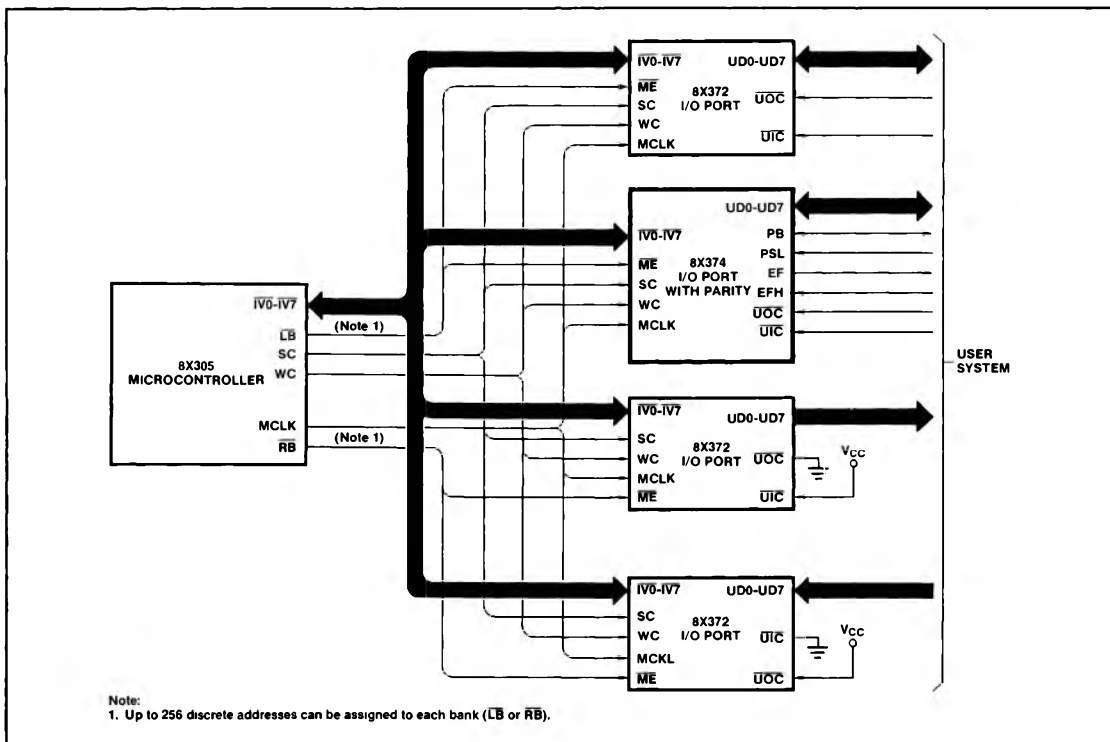 IV0-IV7 UD0-UD7
ME
SC
WC
MCLK
8X372
I/O PORT
UOC
UIC
UD0-UD7
IV0-IV7
ME
SC
WC
MCLK
8X374
I/O PORT
WITH PARITY
PB
PSL
EF
EFH
UOC
UIC
8X305
MICROCONTROLLER
IV0-IV7
LB
SC
WC
MCLK
RB
(Note 1)
(Note 1)
IV0-IV7 UD0-UD7
SC
WC
MCLK
ME
8X372
I/O PORT
UOC
UIC
VCC
IV0-IV7 UD0-UD7
SC
WC
MCKL
ME
8X372
I/O PORT
UIC
UOC
VCC
USER
SYSTEM
Note:
1. Up to 256 discrete addresses can be assigned to each bank (LB or RB).